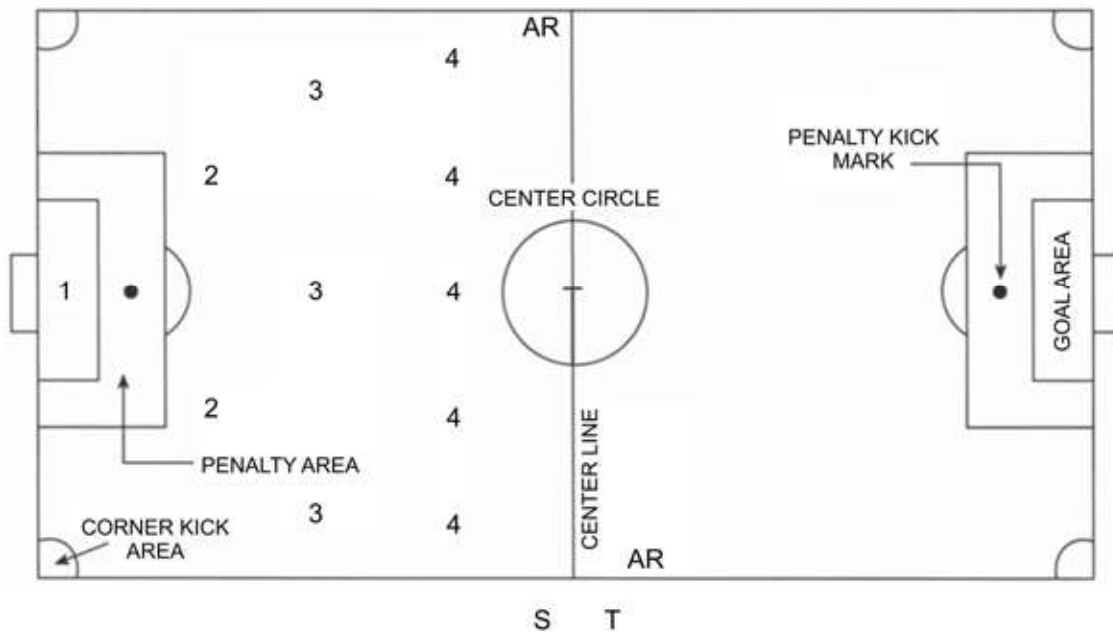 AR
4
3
PENALTY KICK
MARK
2
4
CENTER CIRCLE
1
3
4
GOAL AREA
2
4
CENTER LINE
PENALTY AREA
3
4
CORNER KICK
AREA
AR
S T